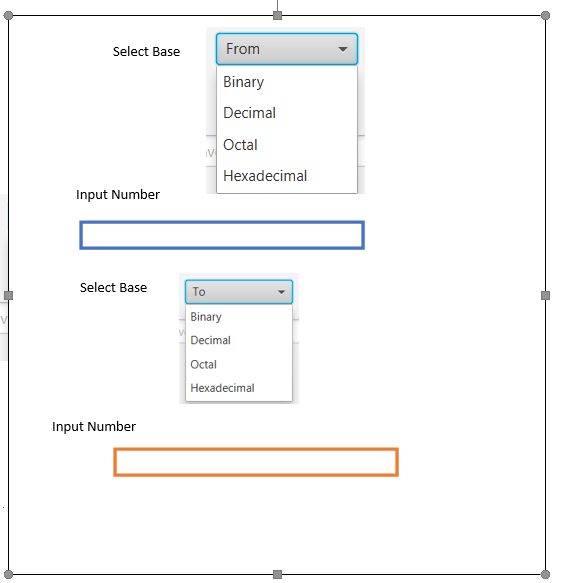 Select Base
From
Binary
Decimal
Octal
Hexadecimal
Input Number
Select Base
To
Binary
Decimal
Octal
Hexadecimal
Input Number